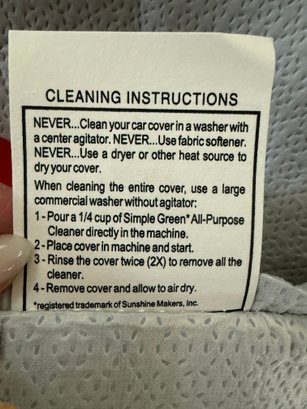 CLEANING INSTRUCTIONS
NEVER...Clean your car cover in a washer with
a center agitator. NEVER...Use fabric softener.
NEVER...Use a dryer or other heat source to
dry your cover.
When cleaning the entire cover, use a large
commercial washer without agitator:
1 - Pour a 1/4 cup of Simple Green* All-Purpose
Cleaner directly in the machine.
2 - Place cover in machine and start.
3 - Rinse the cover twice (2X) to remove all the
cleaner.
4 - Remove cover and allow to air dry.
*registered trademark of Sunshine Makers, Inc.